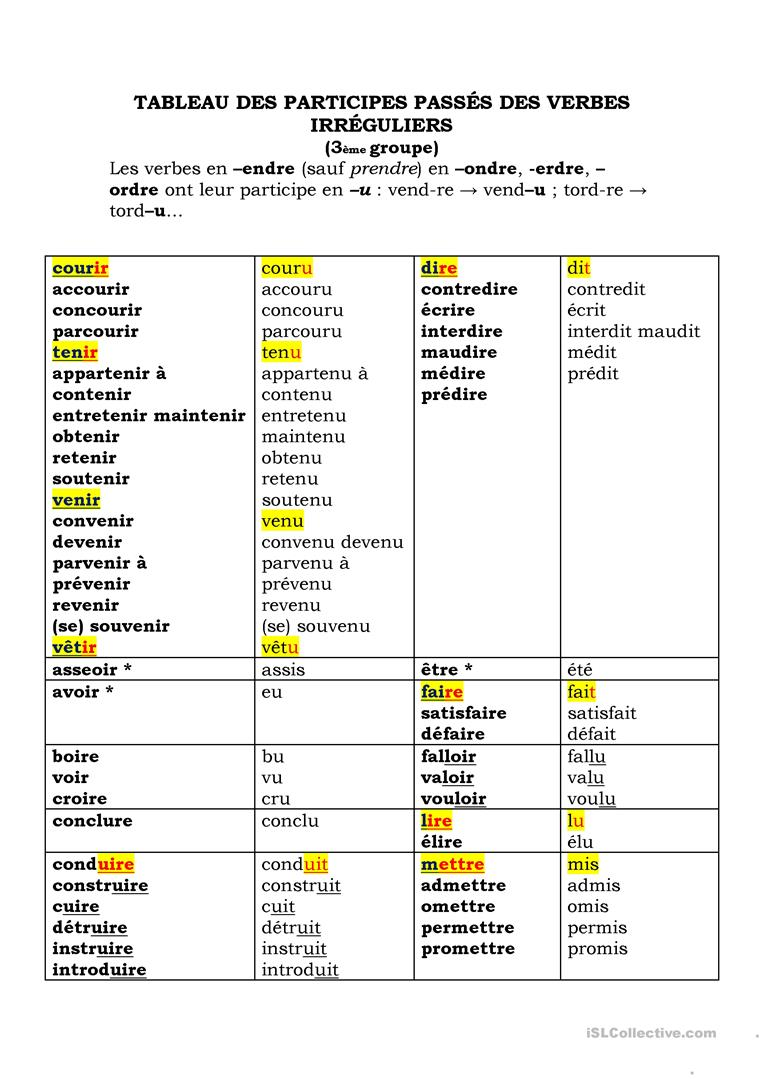 TABLEAU DES PARTICIPES PASSÉS DES VERBES
IRRÉGULIERS
(3ème groupe)
Les verbes en –endre (sauf prendre) en –ondre, -erdre, –
ordre ont leur participe en –u : vend-re → vend–u ; tord-re →
tord–u…
courir
accourir
concourir
parcourir
tenir
appartenir à
contenir
entretenir maintenir
obtenir
retenir
soutenir
venir
convenir
devenir
parvenir à
prévenir
revenir
(se) souvenir
vêtir
couru
accouru
concouru
parcouru
tenu
appartenu à
contenu
entretenu
maintenu
obtenu
retenu
soutenu
venu
convenu devenu
parvenu à
prévenu
revenu
(se) souvenu
vêtu
dire
contredire
écrire
interdire
maudire
médire
prédire
dit
contredit
écrit
interdit maudit
médit
prédit
asseoir *
assis
être *
été
avoir *
eu
faire
satisfaire
défaire
fait
satisfait
défait
boire
voir
croire
bu
vu
cru
falloir
valoir
vouloir
fallu
valu
voulu
conclure
conclu
lire
élire
lu
élu
conduire
construire
cuire
détruire
instruire
introduire
conduit
construit
cuit
détruit
instruit
introduit
mettre
admettre
omettre
permettre
promettre
mis
admis
omis
permis
promis
iSLCollective.com